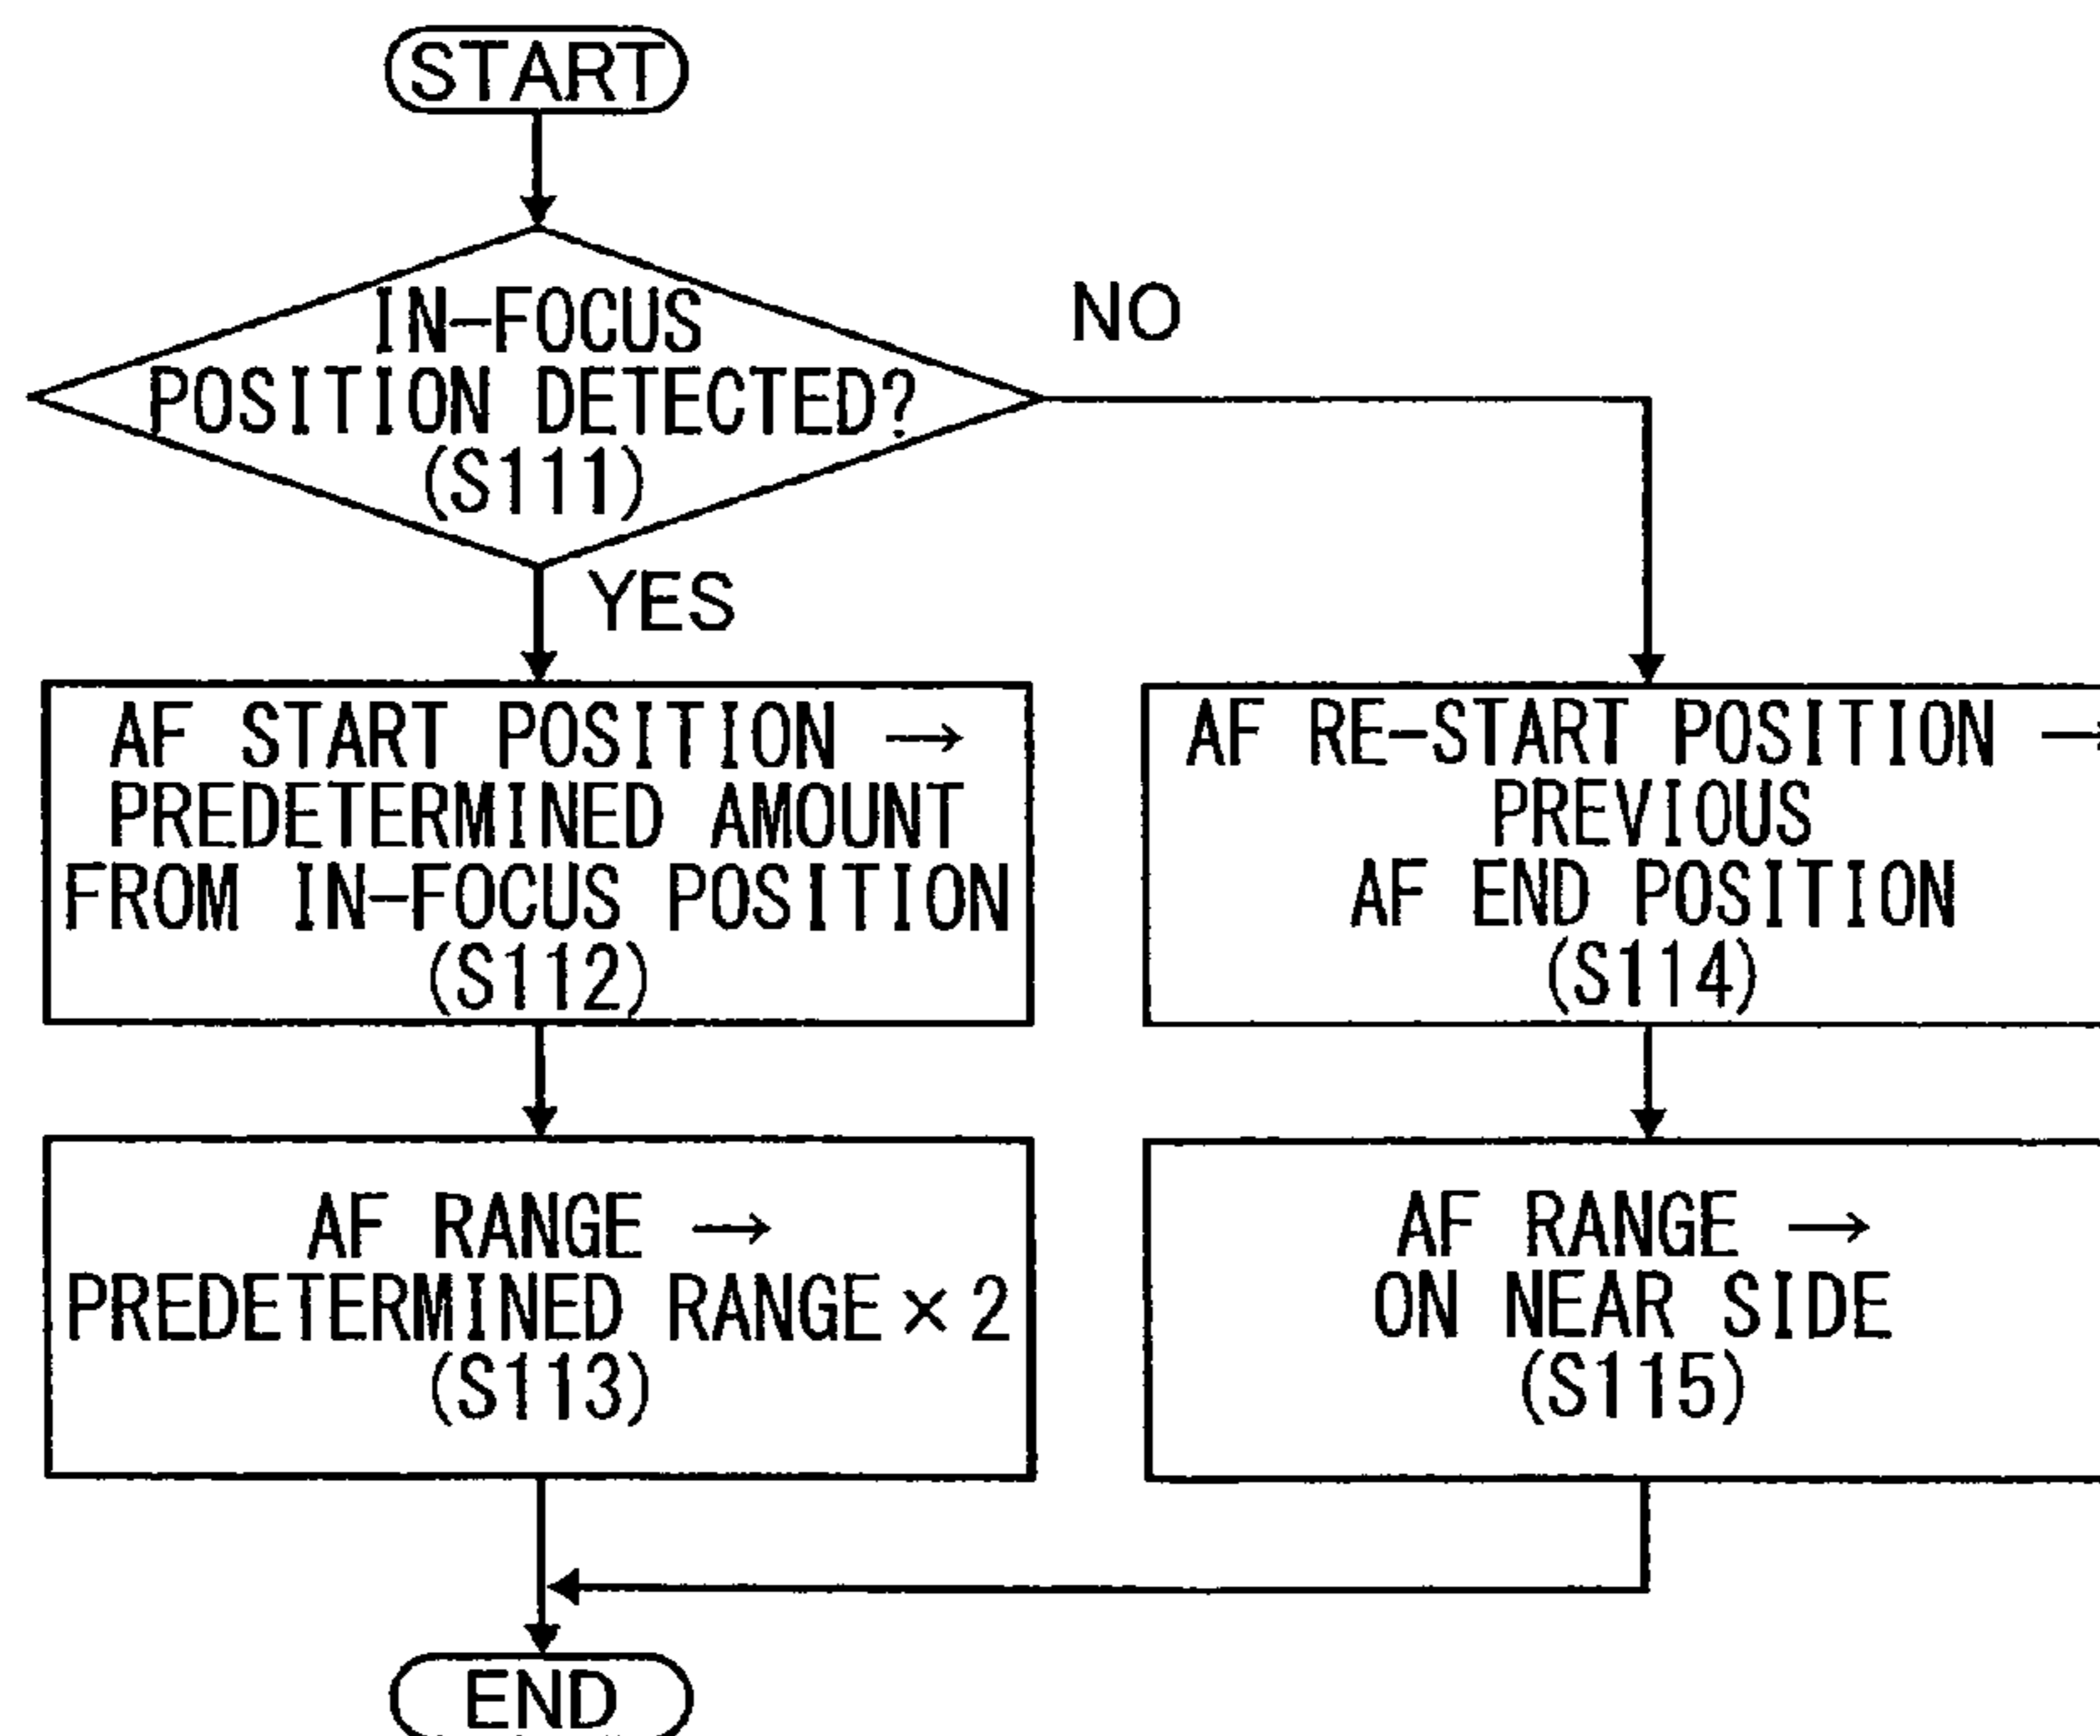 START
IN-FOCUS
POSITION DETECTED?
(S111)
NO
YES
AF START POSITION →
PREDETERMINED AMOUNT
FROM IN-FOCUS POSITION
(S112)
AF RE-START POSITION →
PREVIOUS
AF END POSITION
(S114)
AF RANGE →
PREDETERMINED RANGE × 2
(S113)
AF RANGE →
ON NEAR SIDE
(S115)
END